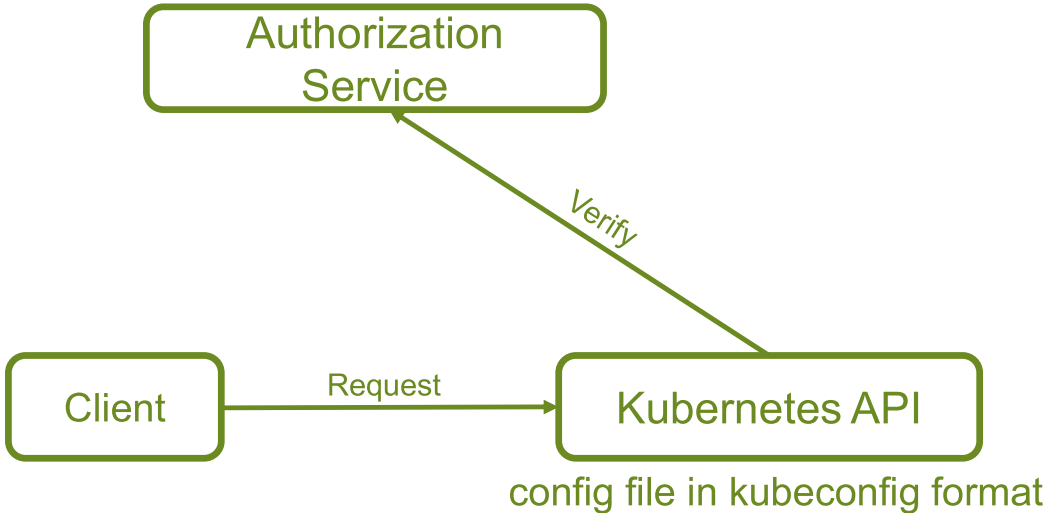 Authorization
Service
Verify
Request
Client
Kubernetes API
config file in kubeconfig format